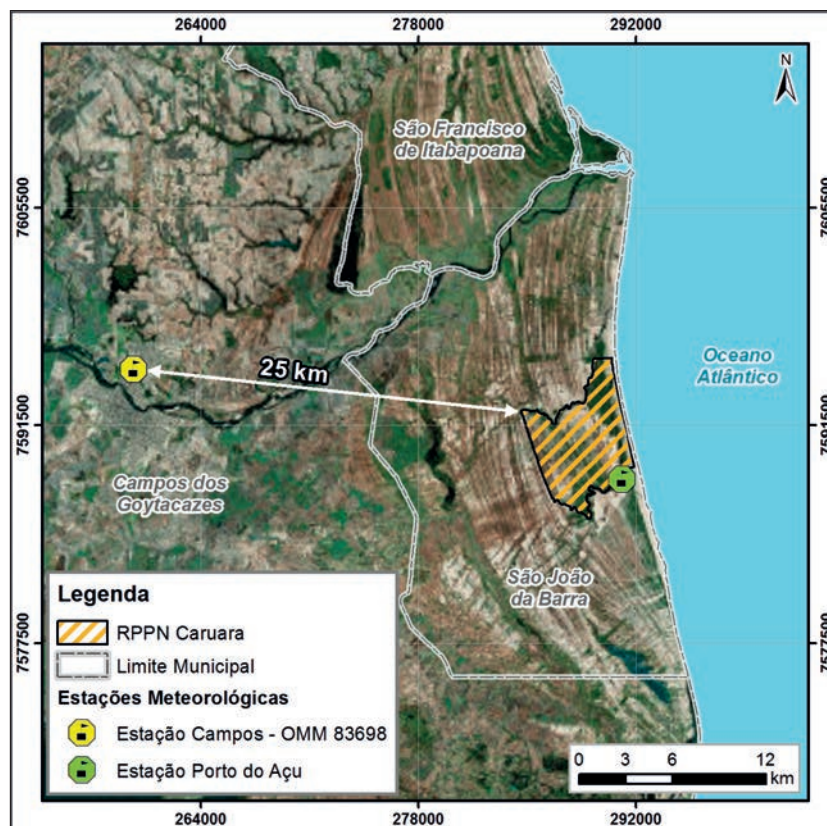 264000
278000
292000
N
São Francisco
de Itabapoana
7605500
7605500
25 km
Oceano
Atlântico
7591500
7591500
Campos dos
Goytacazes
São João
da Barra
Legenda
RPPN Caruara
Limite Municipal
Estações Meteorológicas
Estação Campos - OMM 83698
Estação Porto do Açu
7577500
7577500
0 3 6 12
km
264000
278000
292000